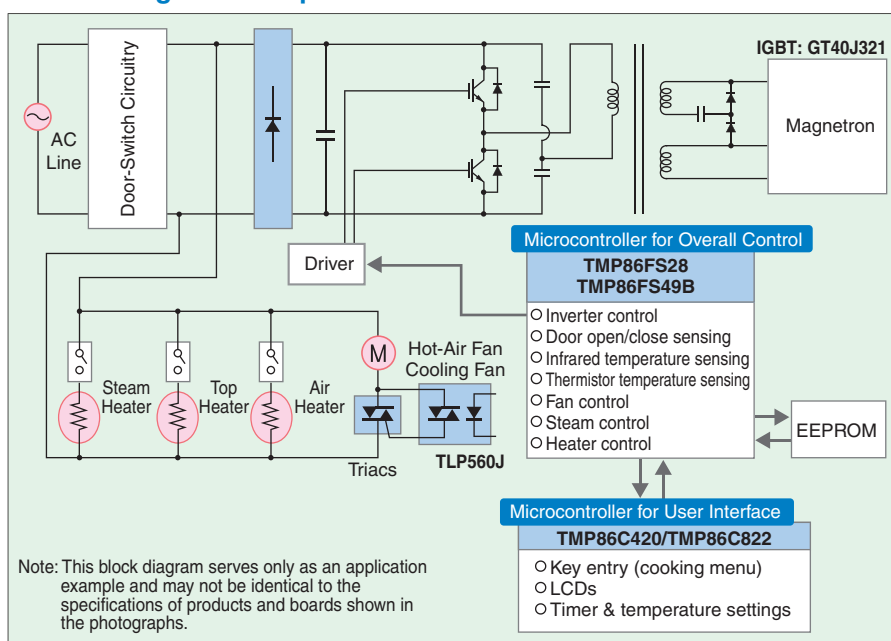 IGBT: GT40J321
AC
Line
Door-Switch Circuitry
Magnetron
Driver
Microcontroller for Overall Control
TMP86FS28
TMP86FS49B
Inverter control
Door open/close sensing
Infrared temperature sensing
Thermistor temperature sensing
Fan control
Steam control
Heater control
EEPROM
M
Hot-Air Fan
Cooling Fan
Steam
Heater
Top
Heater
Air
Heater
Triacs
TLP560J
Microcontroller for User Interface
TMP86C420/TMP86C822
Key entry (cooking menu)
LCDs
Timer & temperature settings
Note: This block diagram serves only as an application
example and may not be identical to the
specifications of products and boards shown in
the photographs.